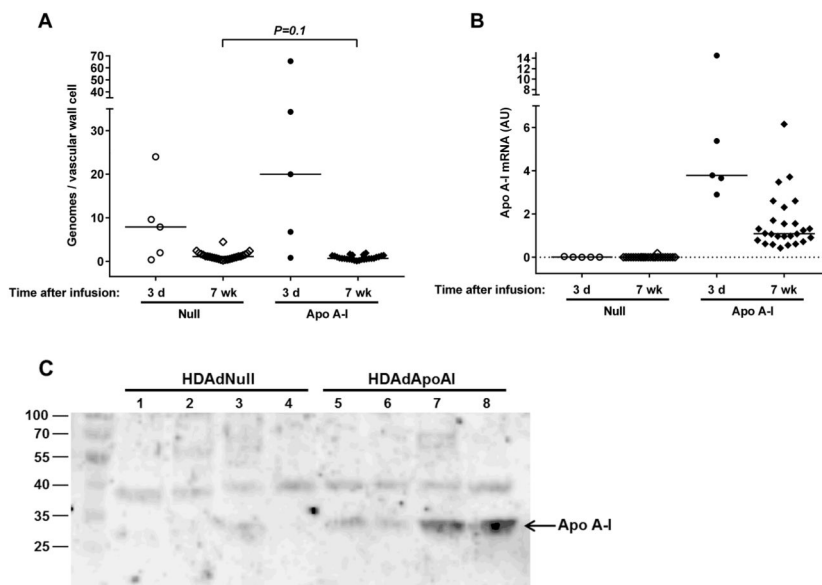 A
P=0.1
Genomes / vascular wall cell
70
60
50
40
30
20
10
0
Time after infusion: 3 d 7 wk 3 d 7 wk
Null Apo A-I
B
Apo A-I mRNA (AU)
14
12
10
8
6
4
2
0
Time after infusion: 3 d 7 wk 3 d 7 wk
Null Apo A-I
C
HDAdNull HDAdApoAI
1 2 3 4 5 6 7 8
100
70
55
40
35
25
Apo A-I